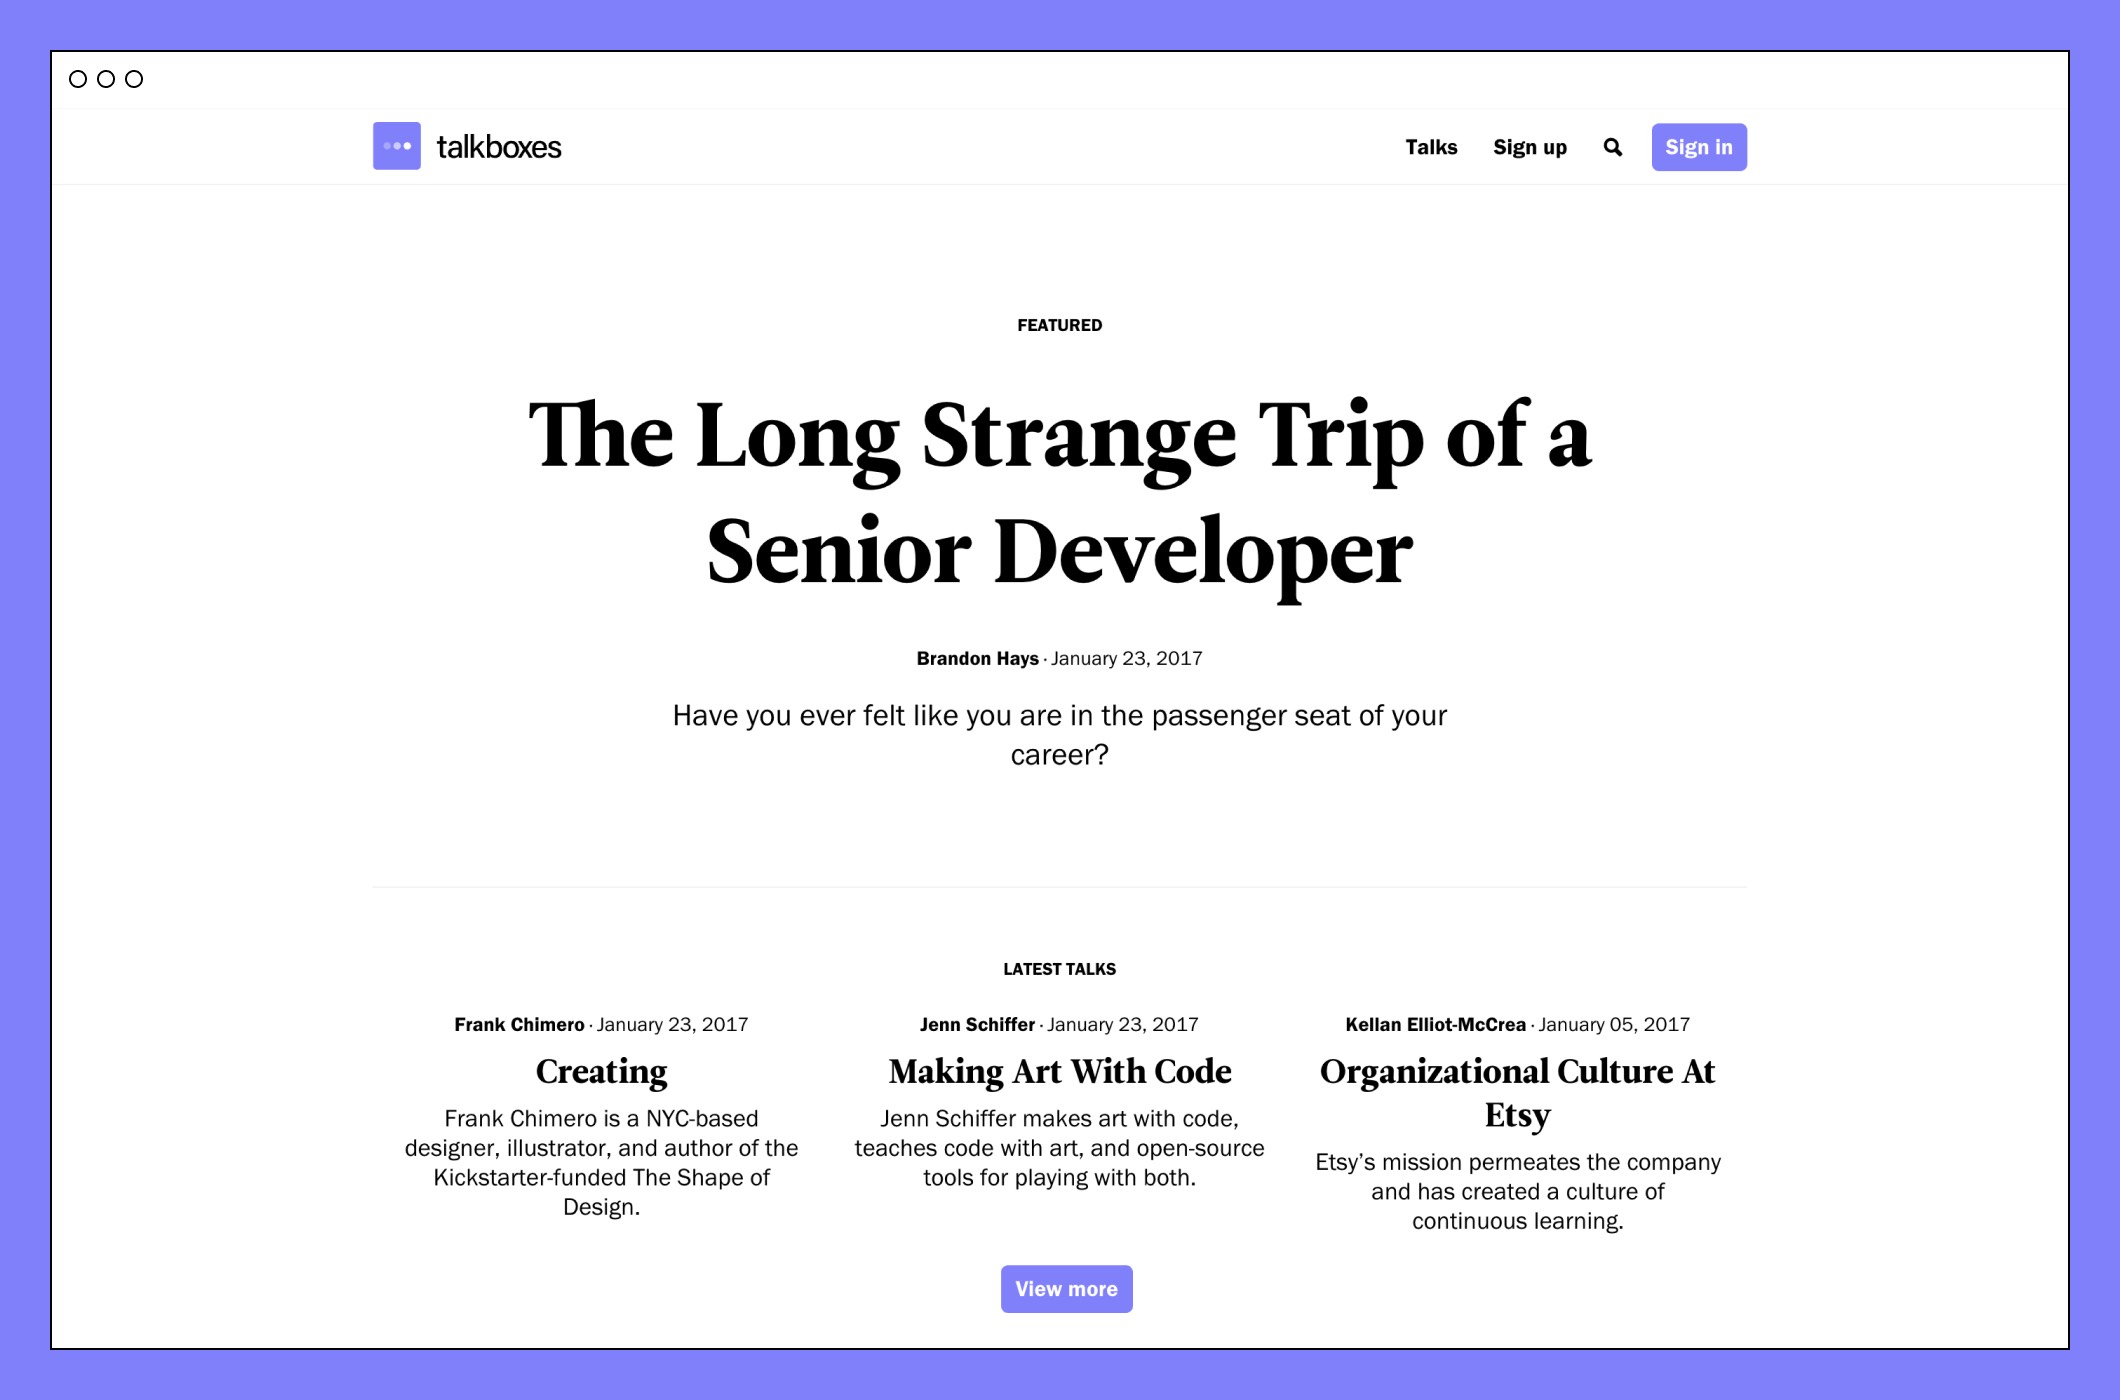 talkboxes
Talks
Sign up
Sign in
FEATURED
The Long Strange Trip of a
Senior Developer
Brandon Hays · January 23, 2017
Have you ever felt like you are in the passenger seat of your
career?
LATEST TALKS
Frank Chimero · January 23, 2017
Creating
Frank Chimero is a NYC-based
designer, illustrator, and author of the
Kickstarter-funded The Shape of
Design.
Jenn Schiffer · January 23, 2017
Making Art With Code
Jenn Schiffer makes art with code,
teaches code with art, and open-source
tools for playing with both.
Kellan Elliot-McCrea · January 05, 2017
Organizational Culture At
Etsy
Etsy’s mission permeates the company
and has created a culture of
continuous learning.
View more